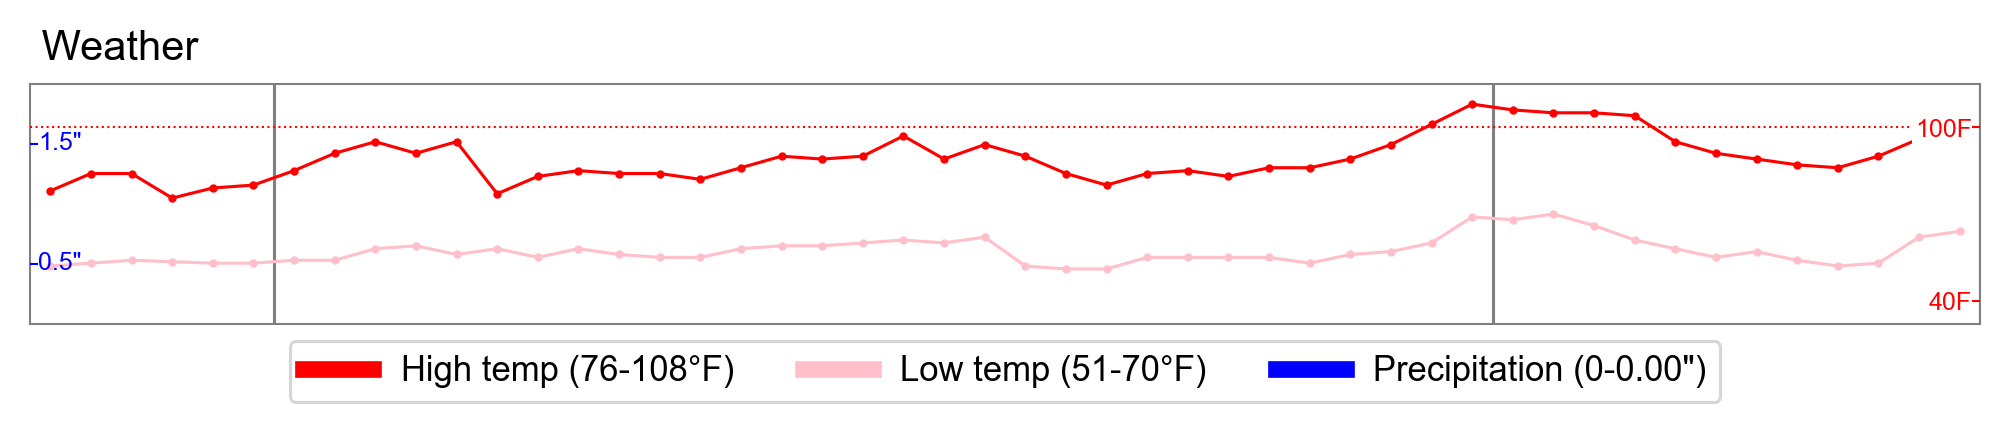 Weather
1.5"
100F
0.5"
40F
High temp (76-108°F) Low temp (51-70°F) Precipitation (0-0.00")